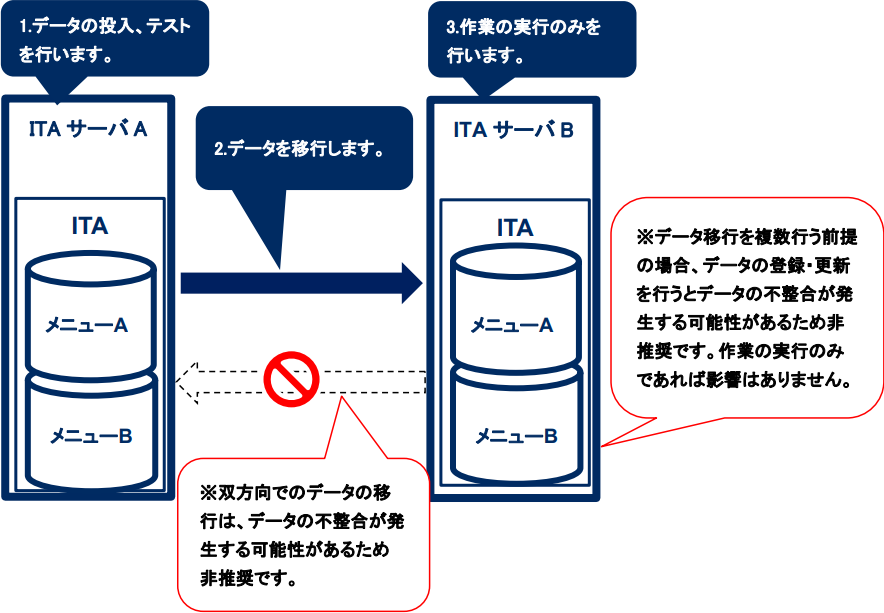 1.データの投入、テスト
を行います。
3.作業の実行のみを
行います。
ITA サーバ A
2.データを移行します。
ITA サーバ B
ITA
メニューA
メニューB
ITA
メニューA
メニューB
※データ移行を複数行う前提
の場合、データの登録・更新
を行うとデータの不整合が発
生する可能性があるため非
推奨です。作業の実行のみ
であれば影響はありません。
※双方向でのデータの移
行は、データの不整合が発
生する可能性があるため
非推奨です。